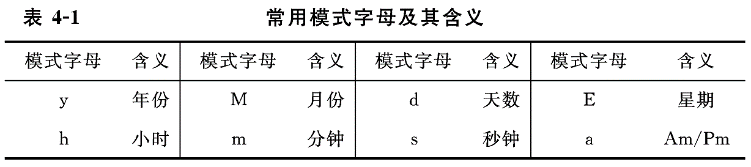 表 4-1 常用模式字母及其含义
模式字母 含义 模式字母 含义 模式字母 含义 模式字母 含义
y 年份 M 月份 d 天数 E 星期
h 小时 m 分钟 s 秒钟 a Am/Pm